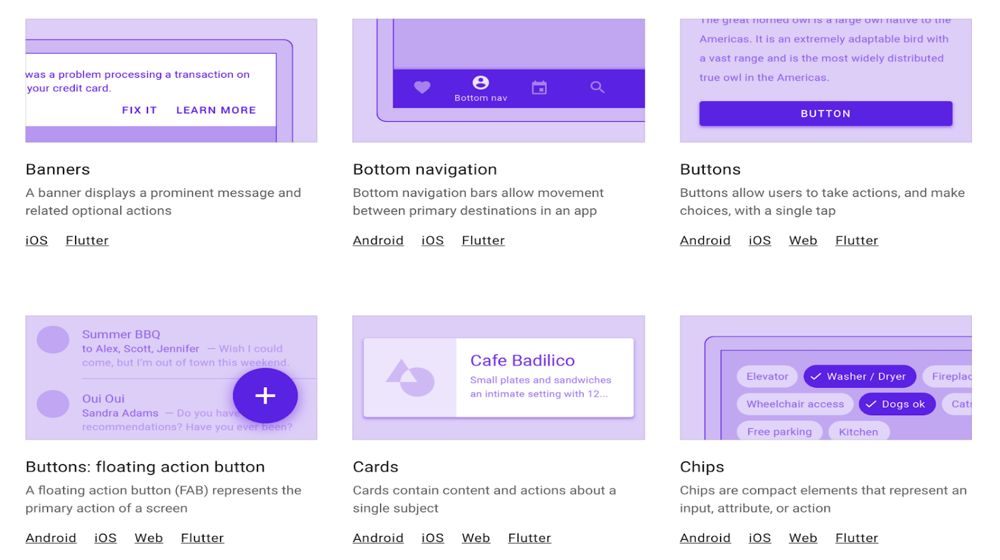 was a problem processing a transaction on
your credit card.
FIX IT LEARN MORE
Banners
A banner displays a prominent message and
related optional actions
iOS Flutter
Bottom nav
Bottom navigation
Bottom navigation bars allow movement
between primary destinations in an app
Android iOS Flutter
The great horned owl is a large owl native to the
Americas. It is an extremely adaptable bird with
a vast range and is the most widely distributed
true owl in the Americas.
BUTTON
Buttons
Buttons allow users to take actions, and make
choices, with a single tap
Android iOS Web Flutter
Summer BBQ
to Alex, Scott, Jennifer — Wish I could
come, but I'm out of town this weekend.
Oui Oui
Sandra Adams — Do you have
recommendations? Have you ever been?
Buttons: floating action button
A floating action button (FAB) represents the
primary action of a screen
Android iOS Web Flutter
Cafe Badilico
Small plates and sandwiches
an intimate setting with 12...
Cards
Cards contain content and actions about a
single subject
Android iOS Web Flutter
Elevator Washer / Dryer Fireplac
Wheelchair access Dogs ok Cats
Free parking Kitchen
Chips
Chips are compact elements that represent an
input, attribute, or action
Android iOS Web Flutter